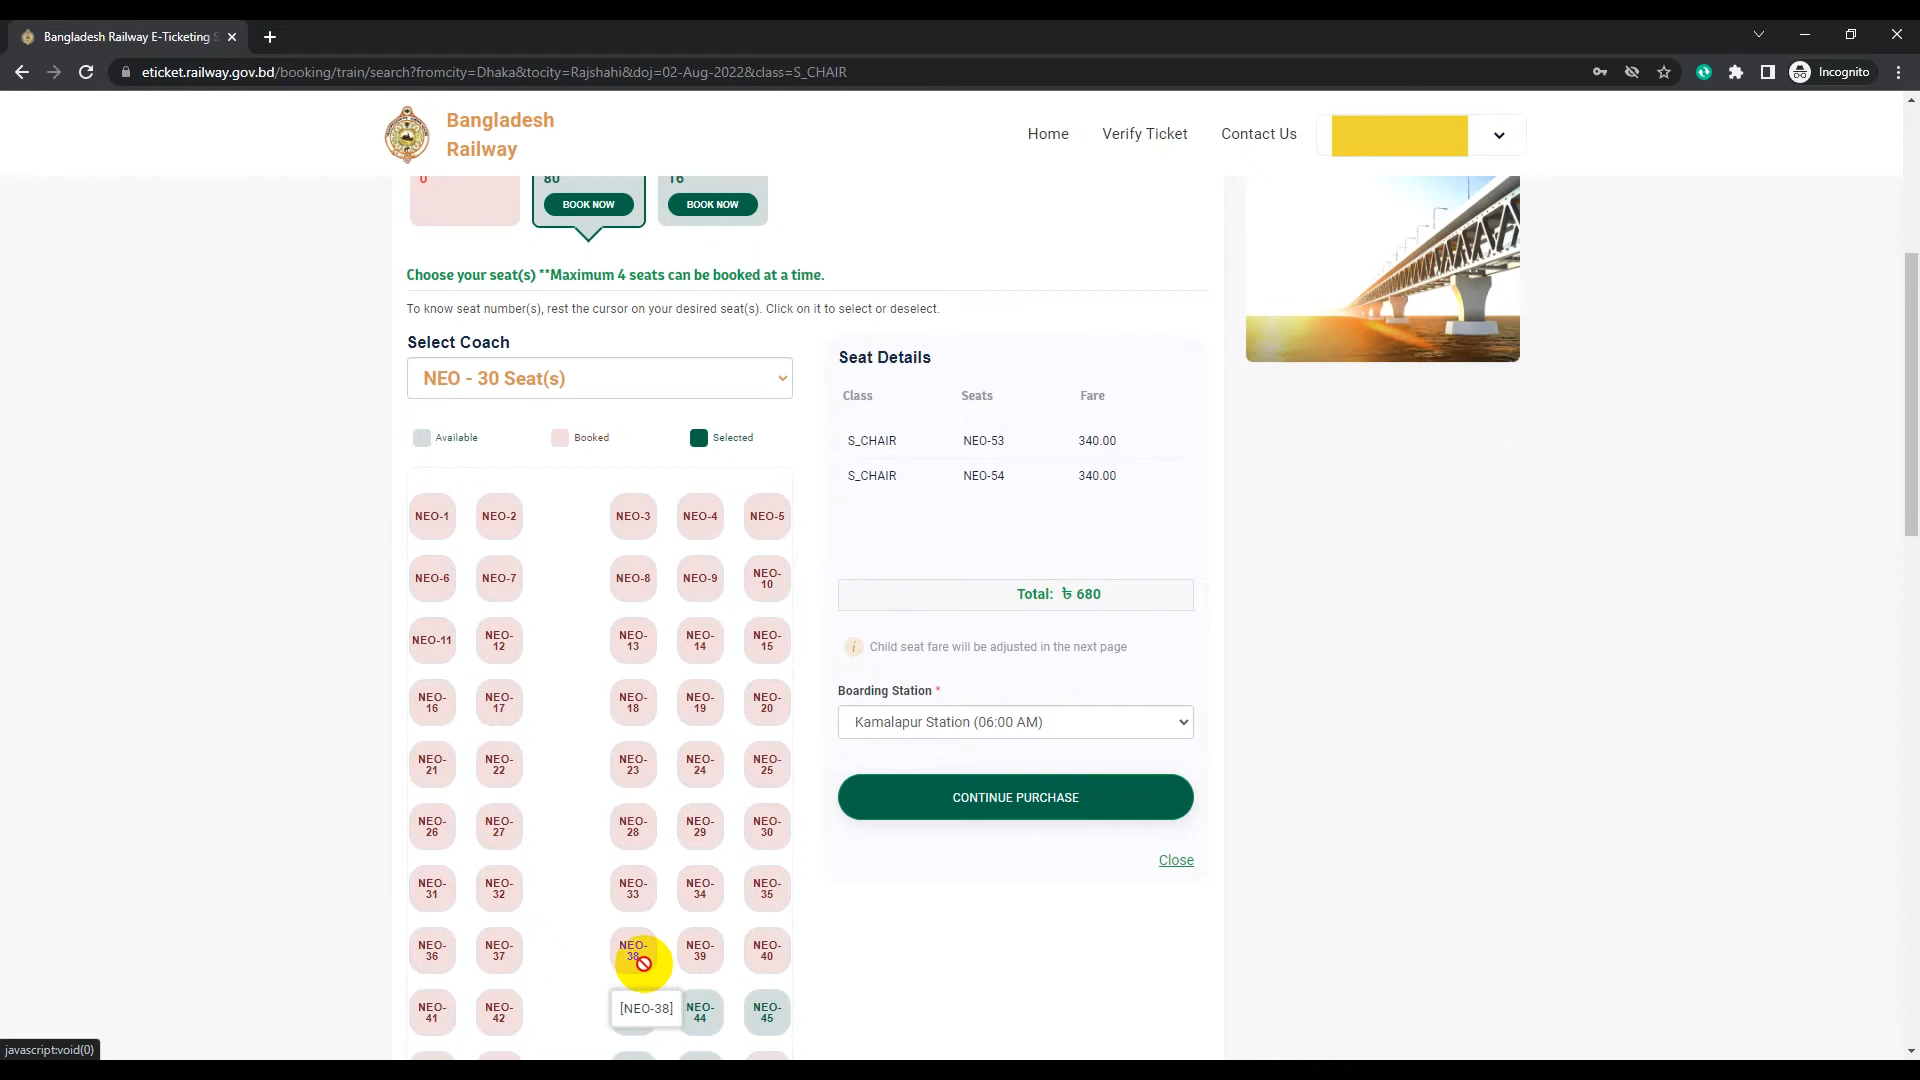 Bangladesh Railway E-Ticketing S
eticket.railway.gov.bd/booking/train/search?fromcity=Dhaka&tocity=Rajshahi&doj=02-Aug-2022&class=S_CHAIR
Incognito
Bangladesh
Railway
Home Verify Ticket Contact Us
0 80 16
BOOK NOW BOOK NOW
Choose your seat(s) **Maximum 4 seats can be booked at a time.
To know seat number(s), rest the cursor on your desired seat(s). Click on it to select or deselect.
Select Coach
NEO - 30 Seat(s)
Available Booked Selected
NEO-1 NEO-2 NEO-3 NEO-4 NEO-5
NEO-6 NEO-7 NEO-8 NEO-9 NEO-
10
NEO-11 NEO- NEO- NEO- NEO-
12 13 14 15
NEO- NEO- NEO- NEO- NEO-
16 17 18 19 20
NEO- NEO- NEO- NEO- NEO-
21 22 23 24 25
NEO- NEO- NEO- NEO- NEO-
26 27 28 29 30
NEO- NEO- NEO- NEO- NEO-
31 32 33 34 35
NEO- NEO- NEO- NEO- NEO-
36 37 38 39 40
NEO- NEO- NEO- NEO-
41 42 44 45
[NEO-38]
Seat Details
Class Seats Fare
S_CHAIR NEO-53 340.00
S_CHAIR NEO-54 340.00
Total: ৳ 680
i Child seat fare will be adjusted in the next page
Boarding Station *
Kamalapur Station (06:00 AM)
CONTINUE PURCHASE
Close
javascript:void(0)